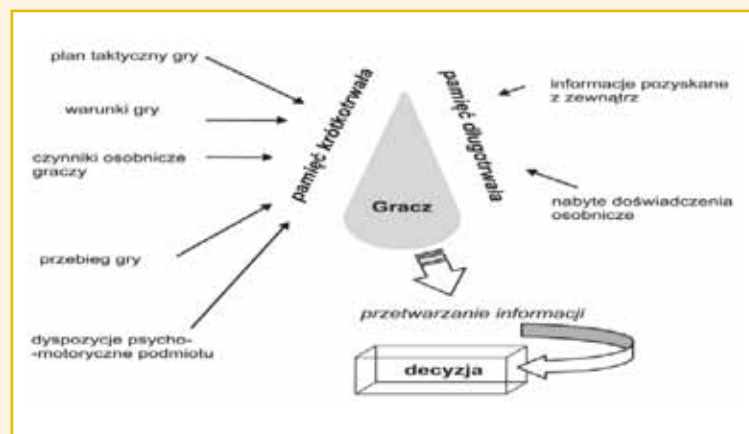 plan taktyczny gry
warunki gry
czynniki osobnicze
graczy
przebieg gry
dyspozycje psycho-
-motoryczne podmiotu
pamięć krótkotrwała
Gracz
pamięć długotrwała
informacje pozyskane
z zewnątrz
nabyte doświadczenia
osobnicze
przetwarzanie informacji
decyzja